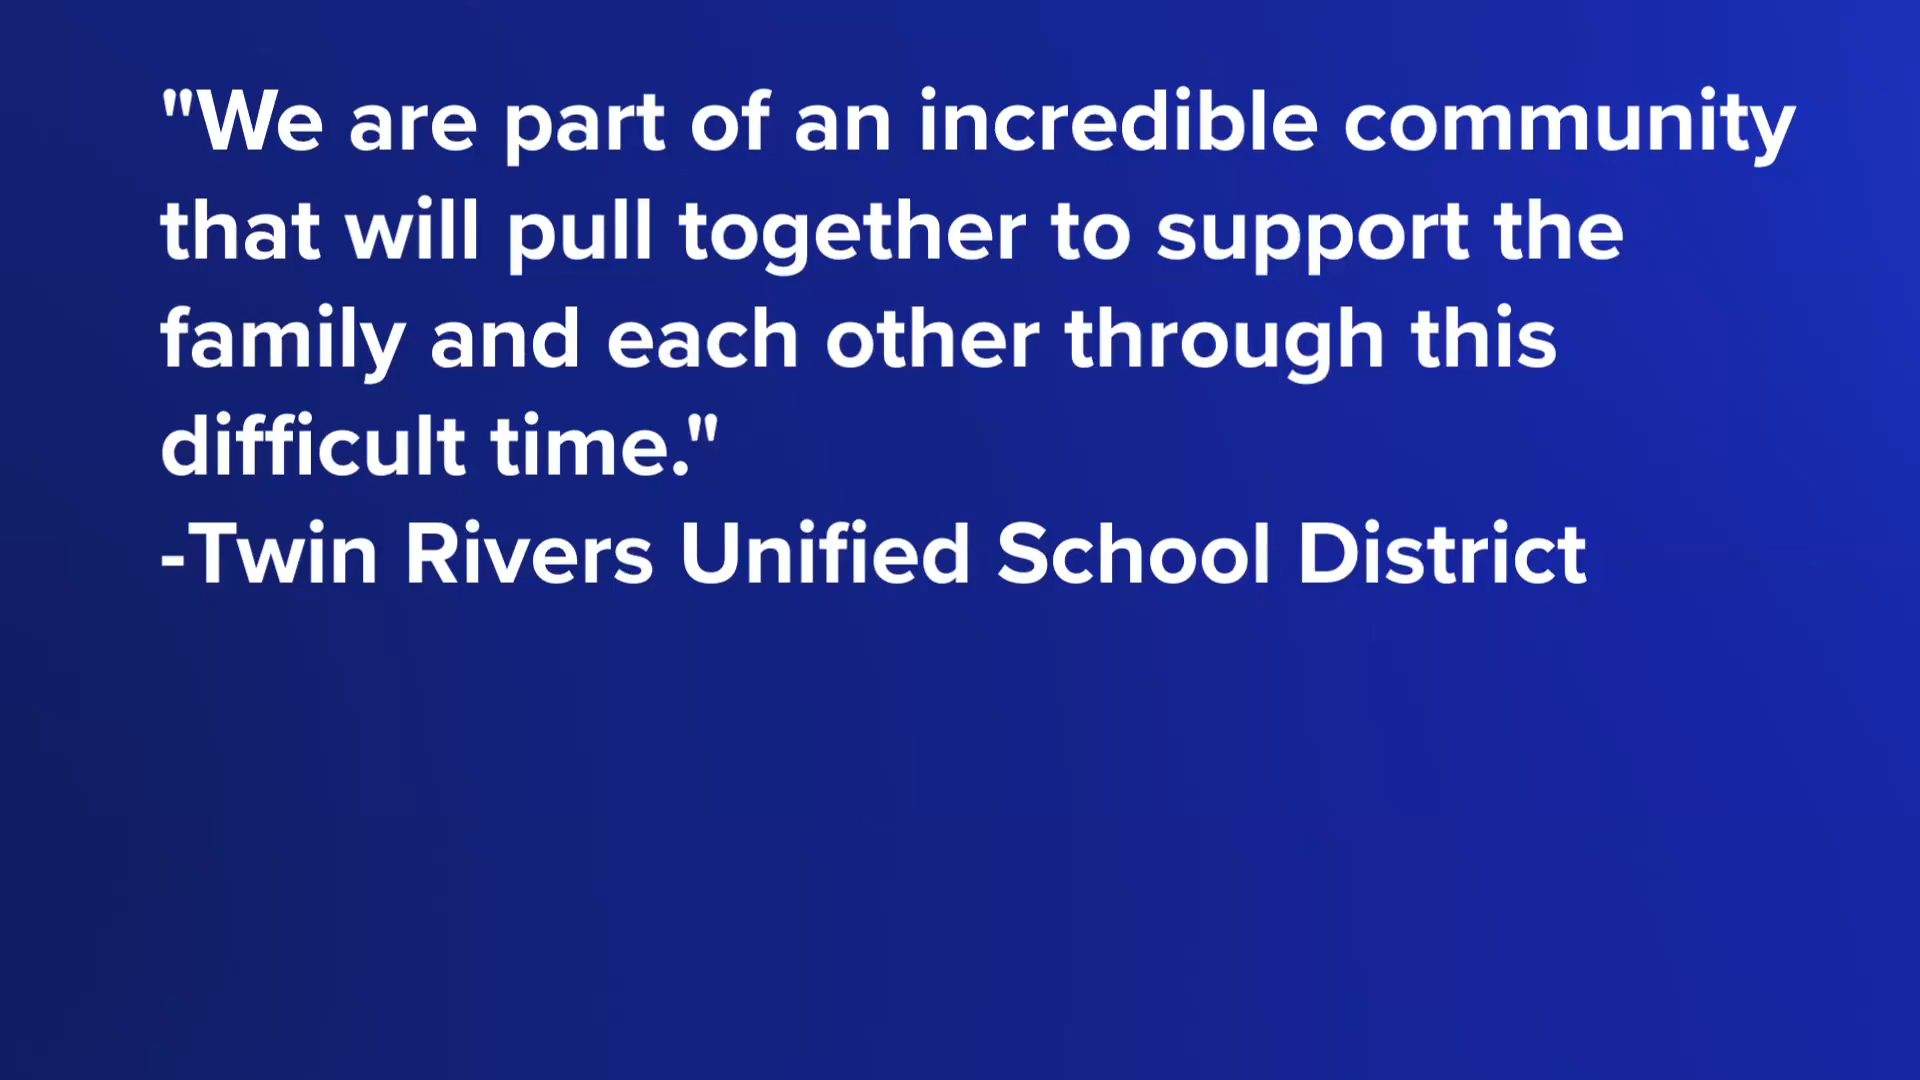 "We are part of an incredible community
that will pull together to support the
family and each other through this
difficult time."
-Twin Rivers Unified School District